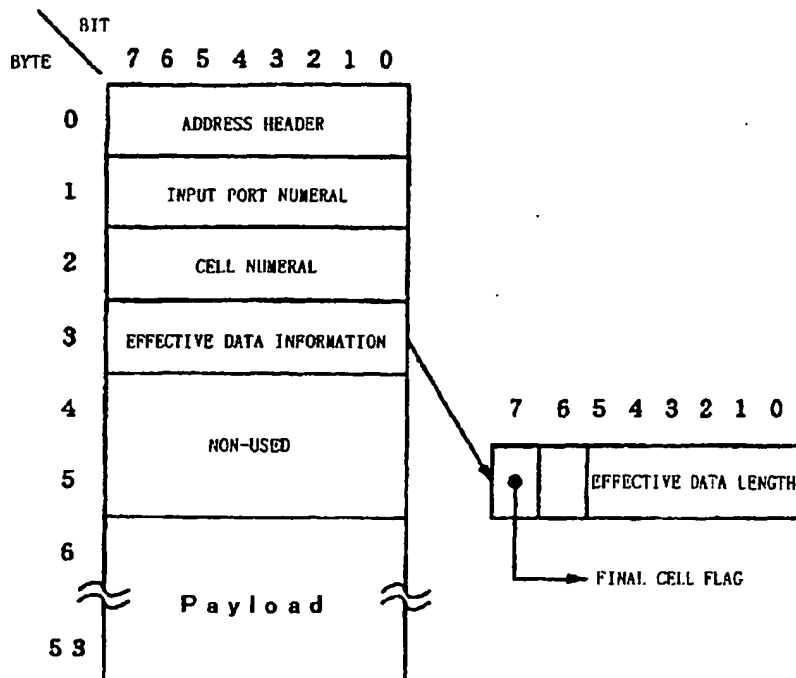 BIT
BYTE 7 6 5 4 3 2 1 0
0 ADDRESS HEADER
1 INPUT PORT NUMERAL
2 CELL NUMERAL
3 EFFECTIVE DATA INFORMATION
4
NON-USED
5
7 6 5 4 3 2 1 0
EFFECTIVE DATA LENGTH
FINAL CELL FLAG
6
Payload
53